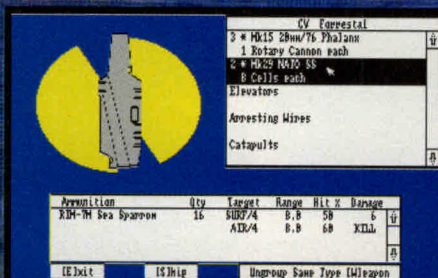 CV Forrestal
3 * Mk15 20mm/76 Phalanx
1 Rotary Cannon each
2 * Mk29 NATO SS
8 Cells each
Elevators
Arresting Wires
Catapults
Ammunition Qty Target Range Hit % Damage
RIM-7M Sea Sparrow 16 SURF/4 8.0 50 6
AIR/4 8.0 60 KILL
[E]xit [S]hip Ungroup Same Type [W]eapon